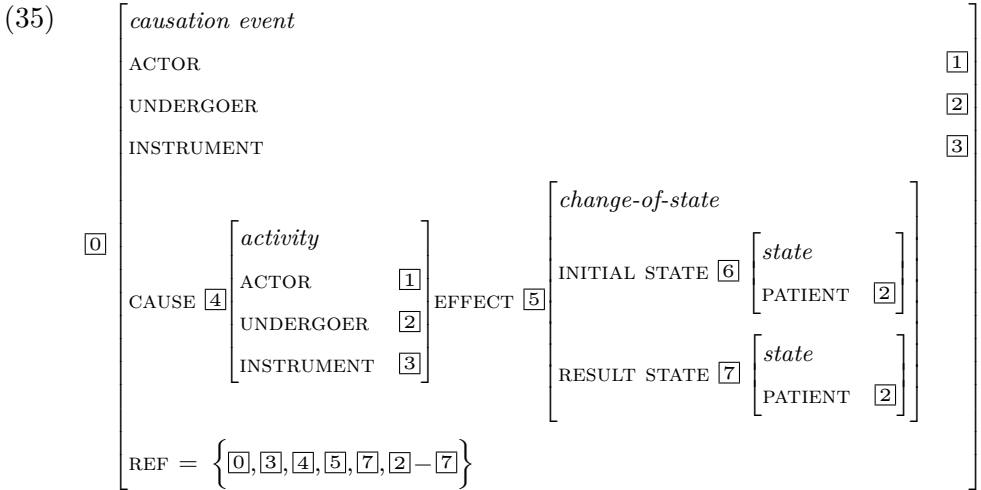 (35)
causation event
ACTOR 1
UNDERGOER 2
INSTRUMENT 3
0
CAUSE 4
activity
ACTOR 1
UNDERGOER 2
INSTRUMENT 3
EFFECT 5
change-of-state
INITIAL STATE 6
state
PATIENT 2
RESULT STATE 7
state
PATIENT 2
REF = {0,3,4,5,7,2−7}